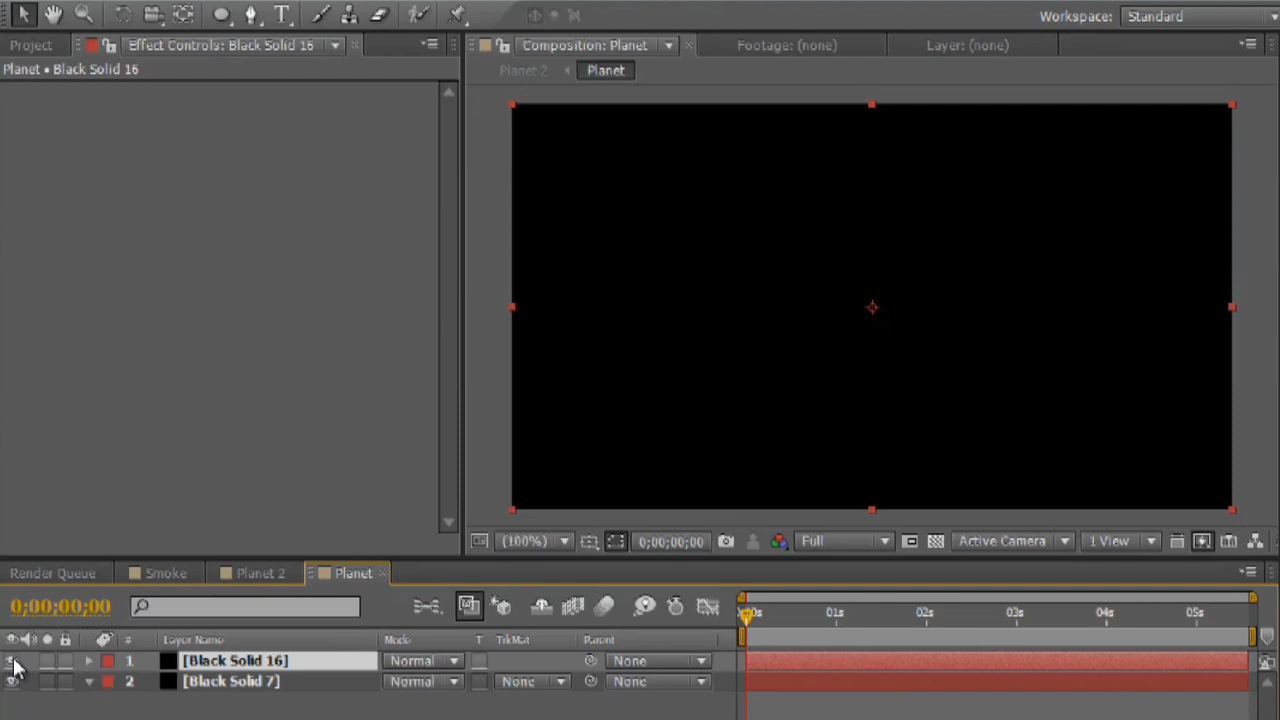 Workspace: Standard
Project Effect Controls: Black Solid 16 Composition: Planet Footage: (none) Layer: (none)
Planet • Black Solid 16 Planet 2 Planet
(100%) 0;00;00;00 Full Active Camera 1 View
Render Queue Smoke Planet 2 Planet
0;00;00;00 01s 02s 03s 04s 05s
# Layer Name Mode T TrkMat Parent
1 [Black Solid 16] Normal None
2 [Black Solid 7] Normal None None